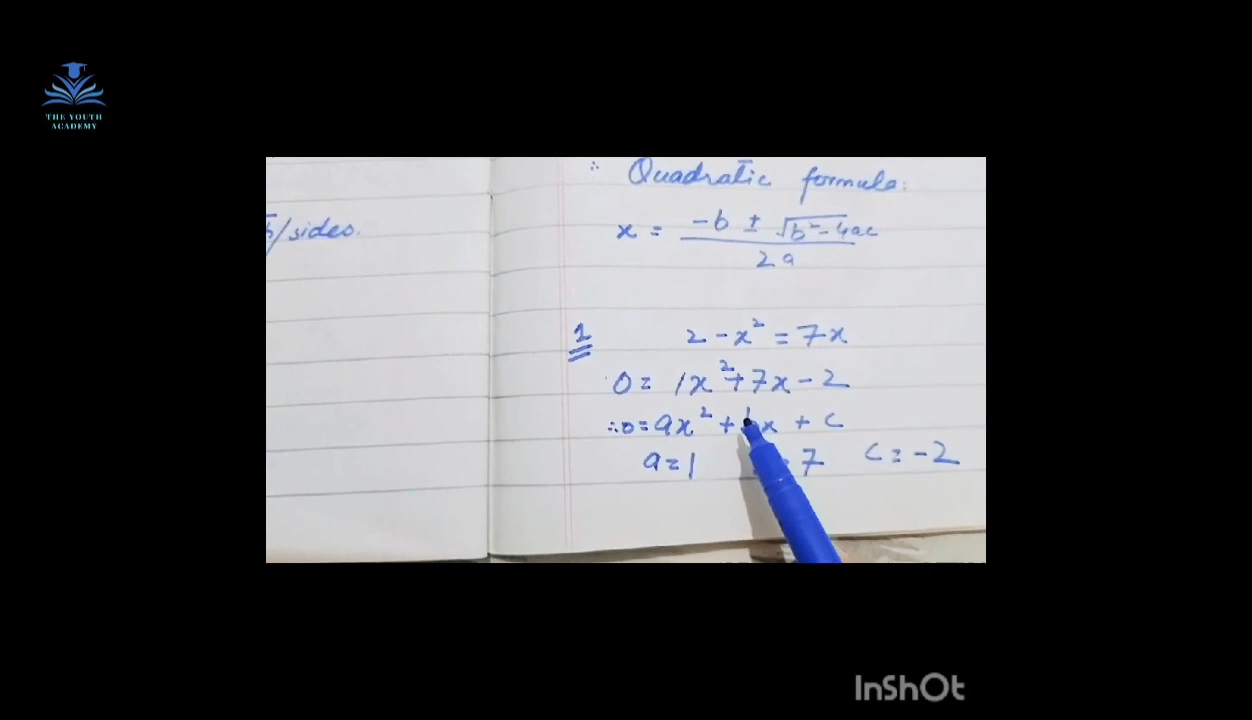 THE YOUTH
ACADEMY
∴ Quadratic formula:
/sides.
x = -b ± √b² - 4ac
2a
1
2 - x² = 7x
0 = 1x² + 7x - 2
∴ 0 = ax² + bx + c
a = 1 = 7 c = -2
InShOt